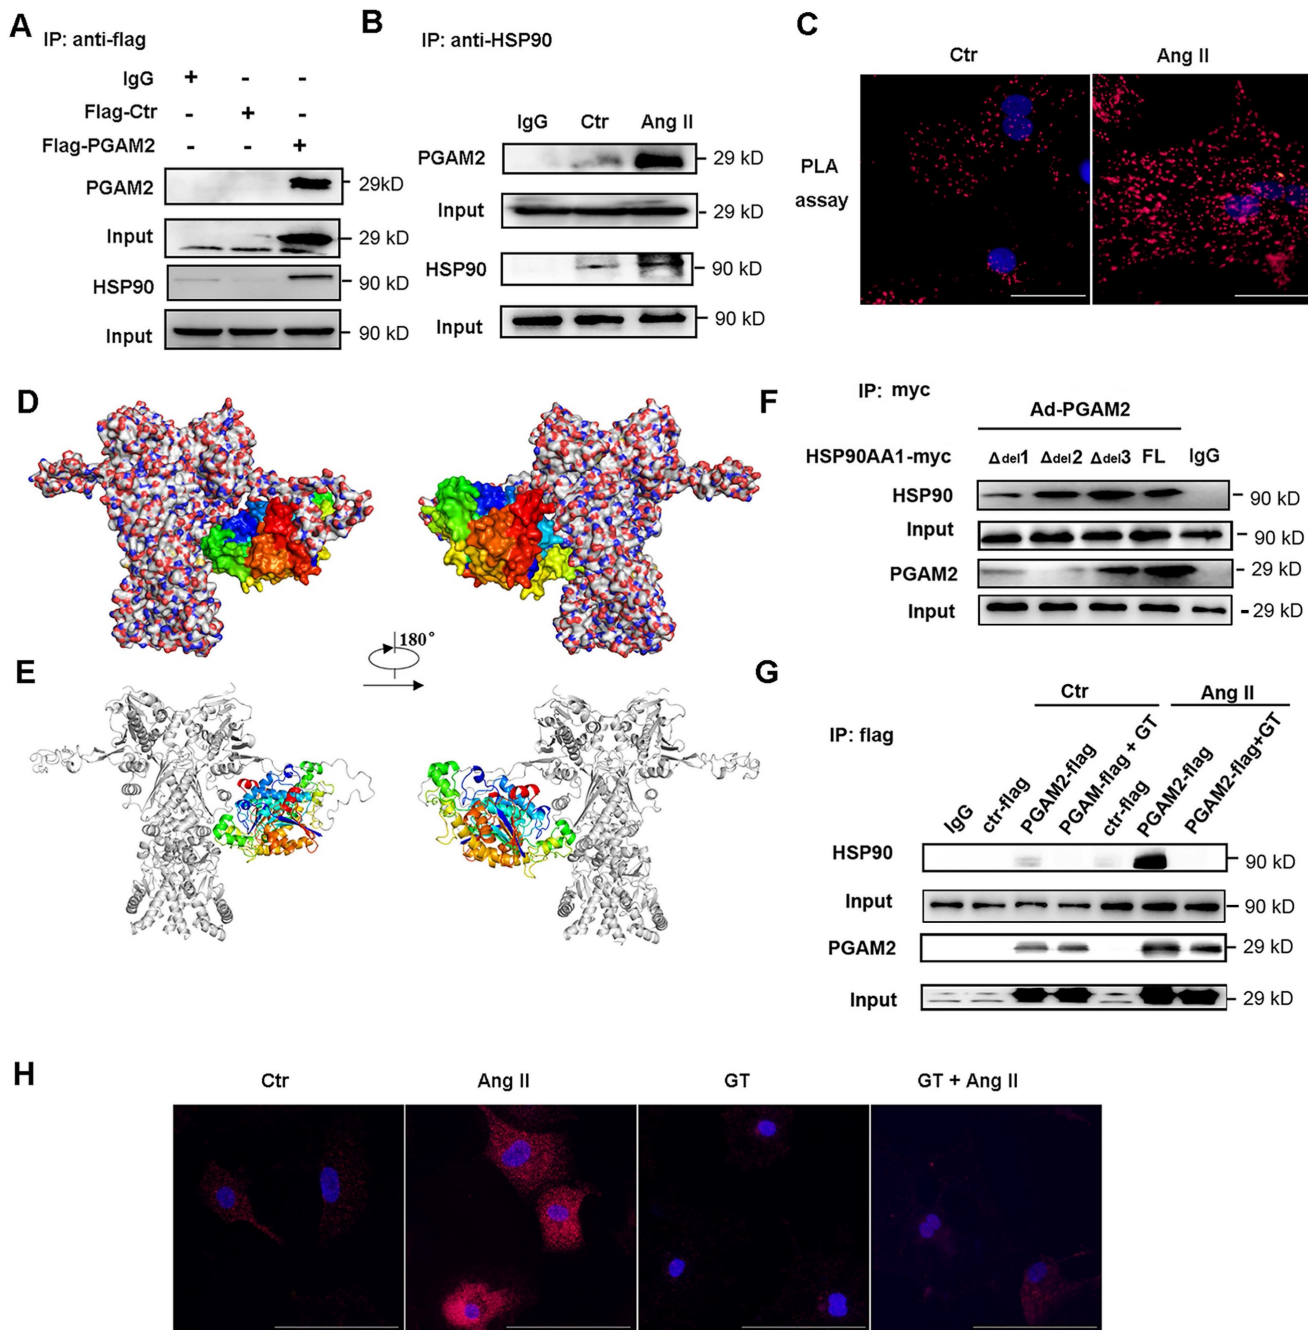 A
IP: anti-flag
IgG + - -
Flag-Ctr - + -
Flag-PGAM2 - - +
PGAM2 29kD
Input 29 kD
HSP90 90 kD
Input 90 kD
B
IP: anti-HSP90
IgG Ctr Ang II
PGAM2 29 kD
Input 29 kD
HSP90 90 kD
Input 90 kD
C
Ctr Ang II
PLA
assay
D
180°
E
F
IP: myc
Ad-PGAM2
HSP90AA1-myc Δdel1 Δdel2 Δdel3 FL IgG
HSP90 90 kD
Input 90 kD
PGAM2 29 kD
Input 29 kD
G
Ctr Ang II
IP: flag
IgG ctr-flag PGAM2-flag PGAM-flag + GT ctr-flag PGAM2-flag PGAM2-flag+GT
HSP90 90 kD
Input 90 kD
PGAM2 29 kD
Input 29 kD
H
Ctr Ang II GT GT + Ang II